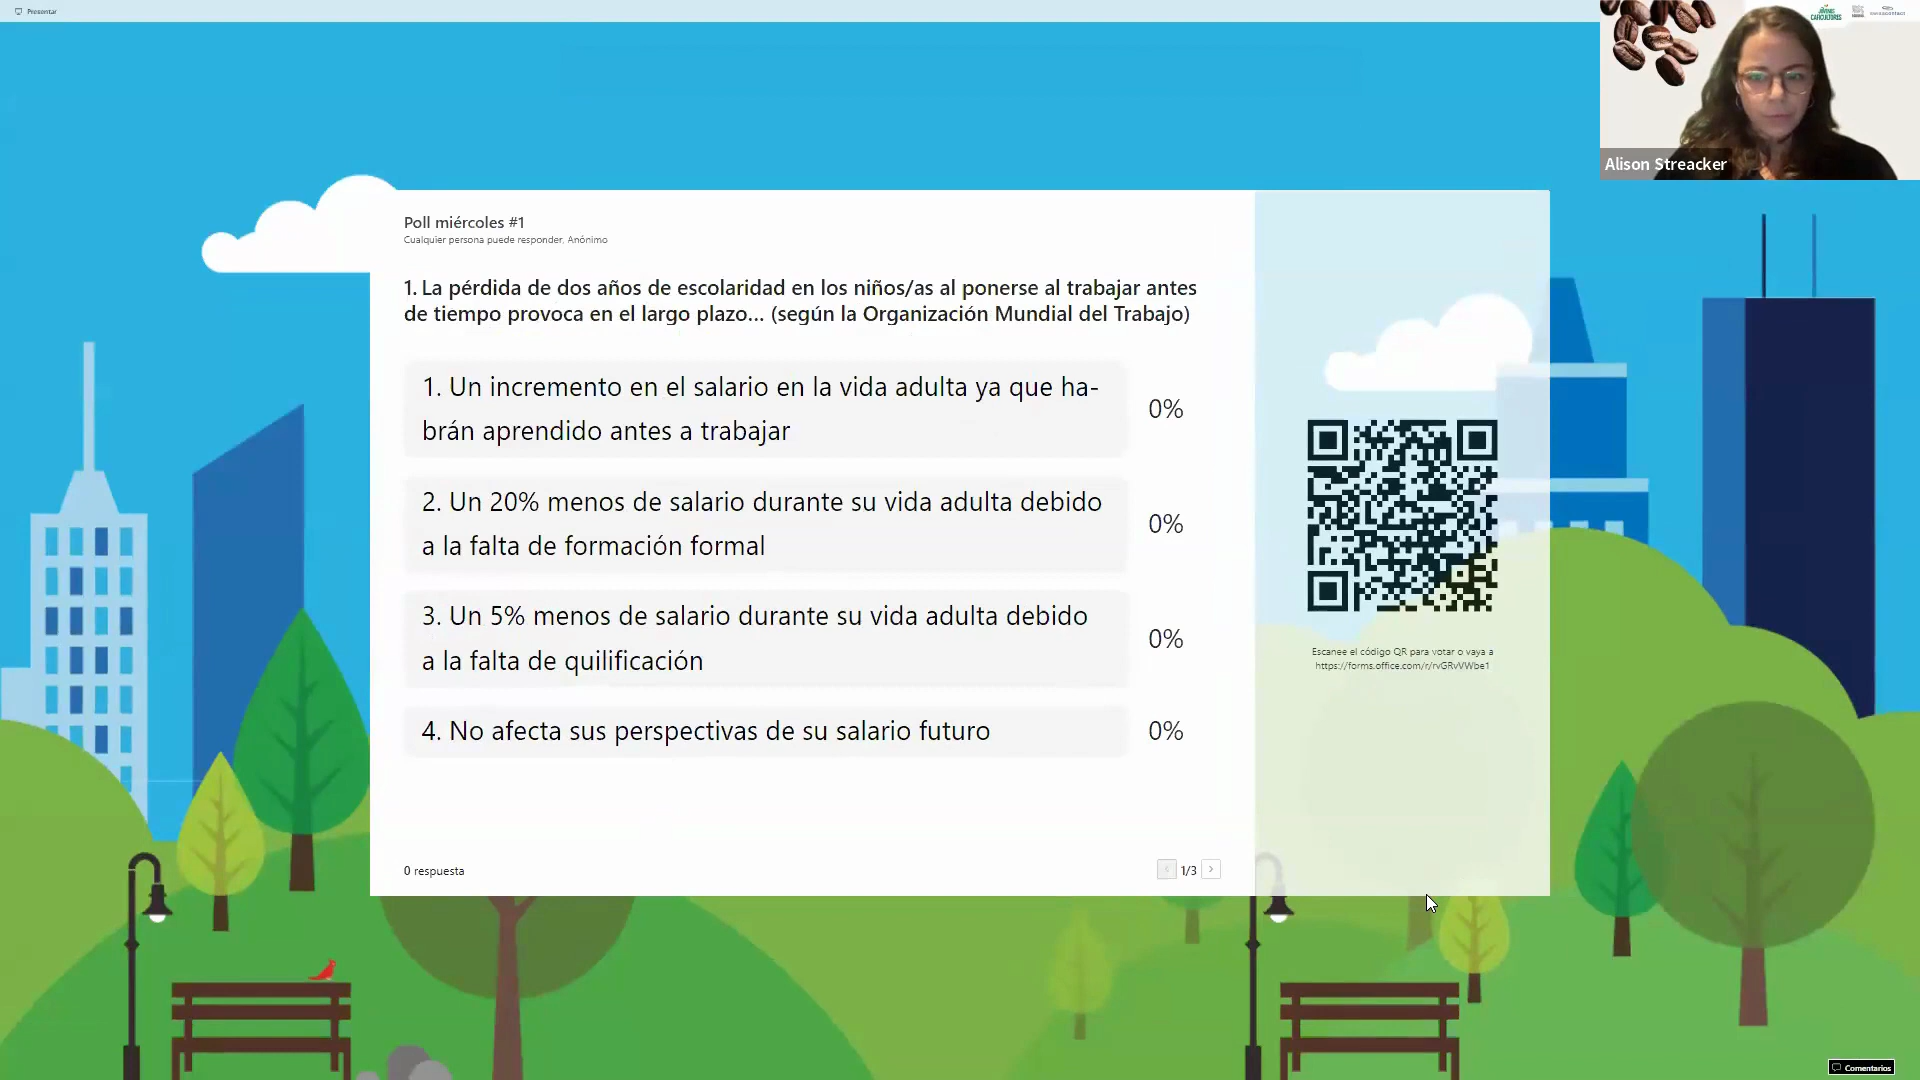 Presentar
JÓVENES
CAFICULTORES
Alison Streacker
Poll miércoles #1
Cualquier persona puede responder, Anónimo
1. La pérdida de dos años de escolaridad en los niños/as al ponerse al trabajar antes
de tiempo provoca en el largo plazo... (según la Organización Mundial del Trabajo)
1. Un incremento en el salario en la vida adulta ya que ha-
brán aprendido antes a trabajar
0%
2. Un 20% menos de salario durante su vida adulta debido
a la falta de formación formal
0%
3. Un 5% menos de salario durante su vida adulta debido
a la falta de quilificación
0%
4. No afecta sus perspectivas de su salario futuro
0%
Escanee el código QR para votar o vaya a
https://forms.office.com/r/rvGRvVWbe1
0 respuesta
1/3
Comentarios